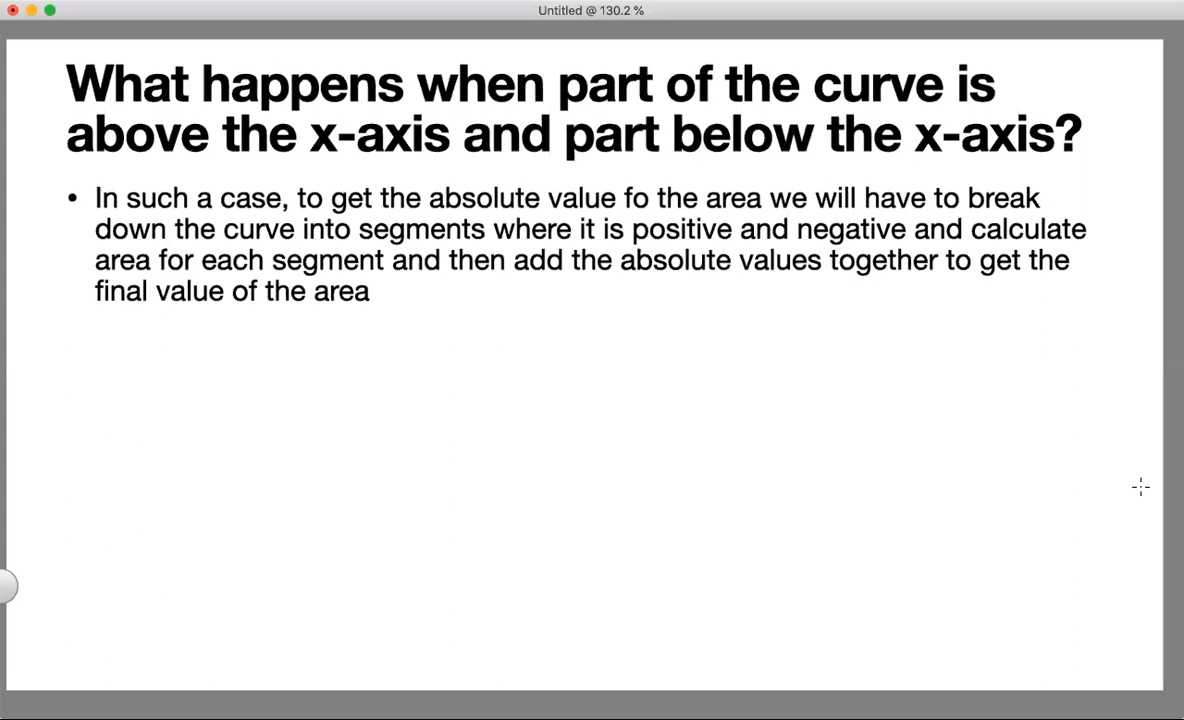 Untitled @ 130.2 %
What happens when part of the curve is
above the x-axis and part below the x-axis?
• In such a case, to get the absolute value fo the area we will have to break
down the curve into segments where it is positive and negative and calculate
area for each segment and then add the absolute values together to get the
final value of the area